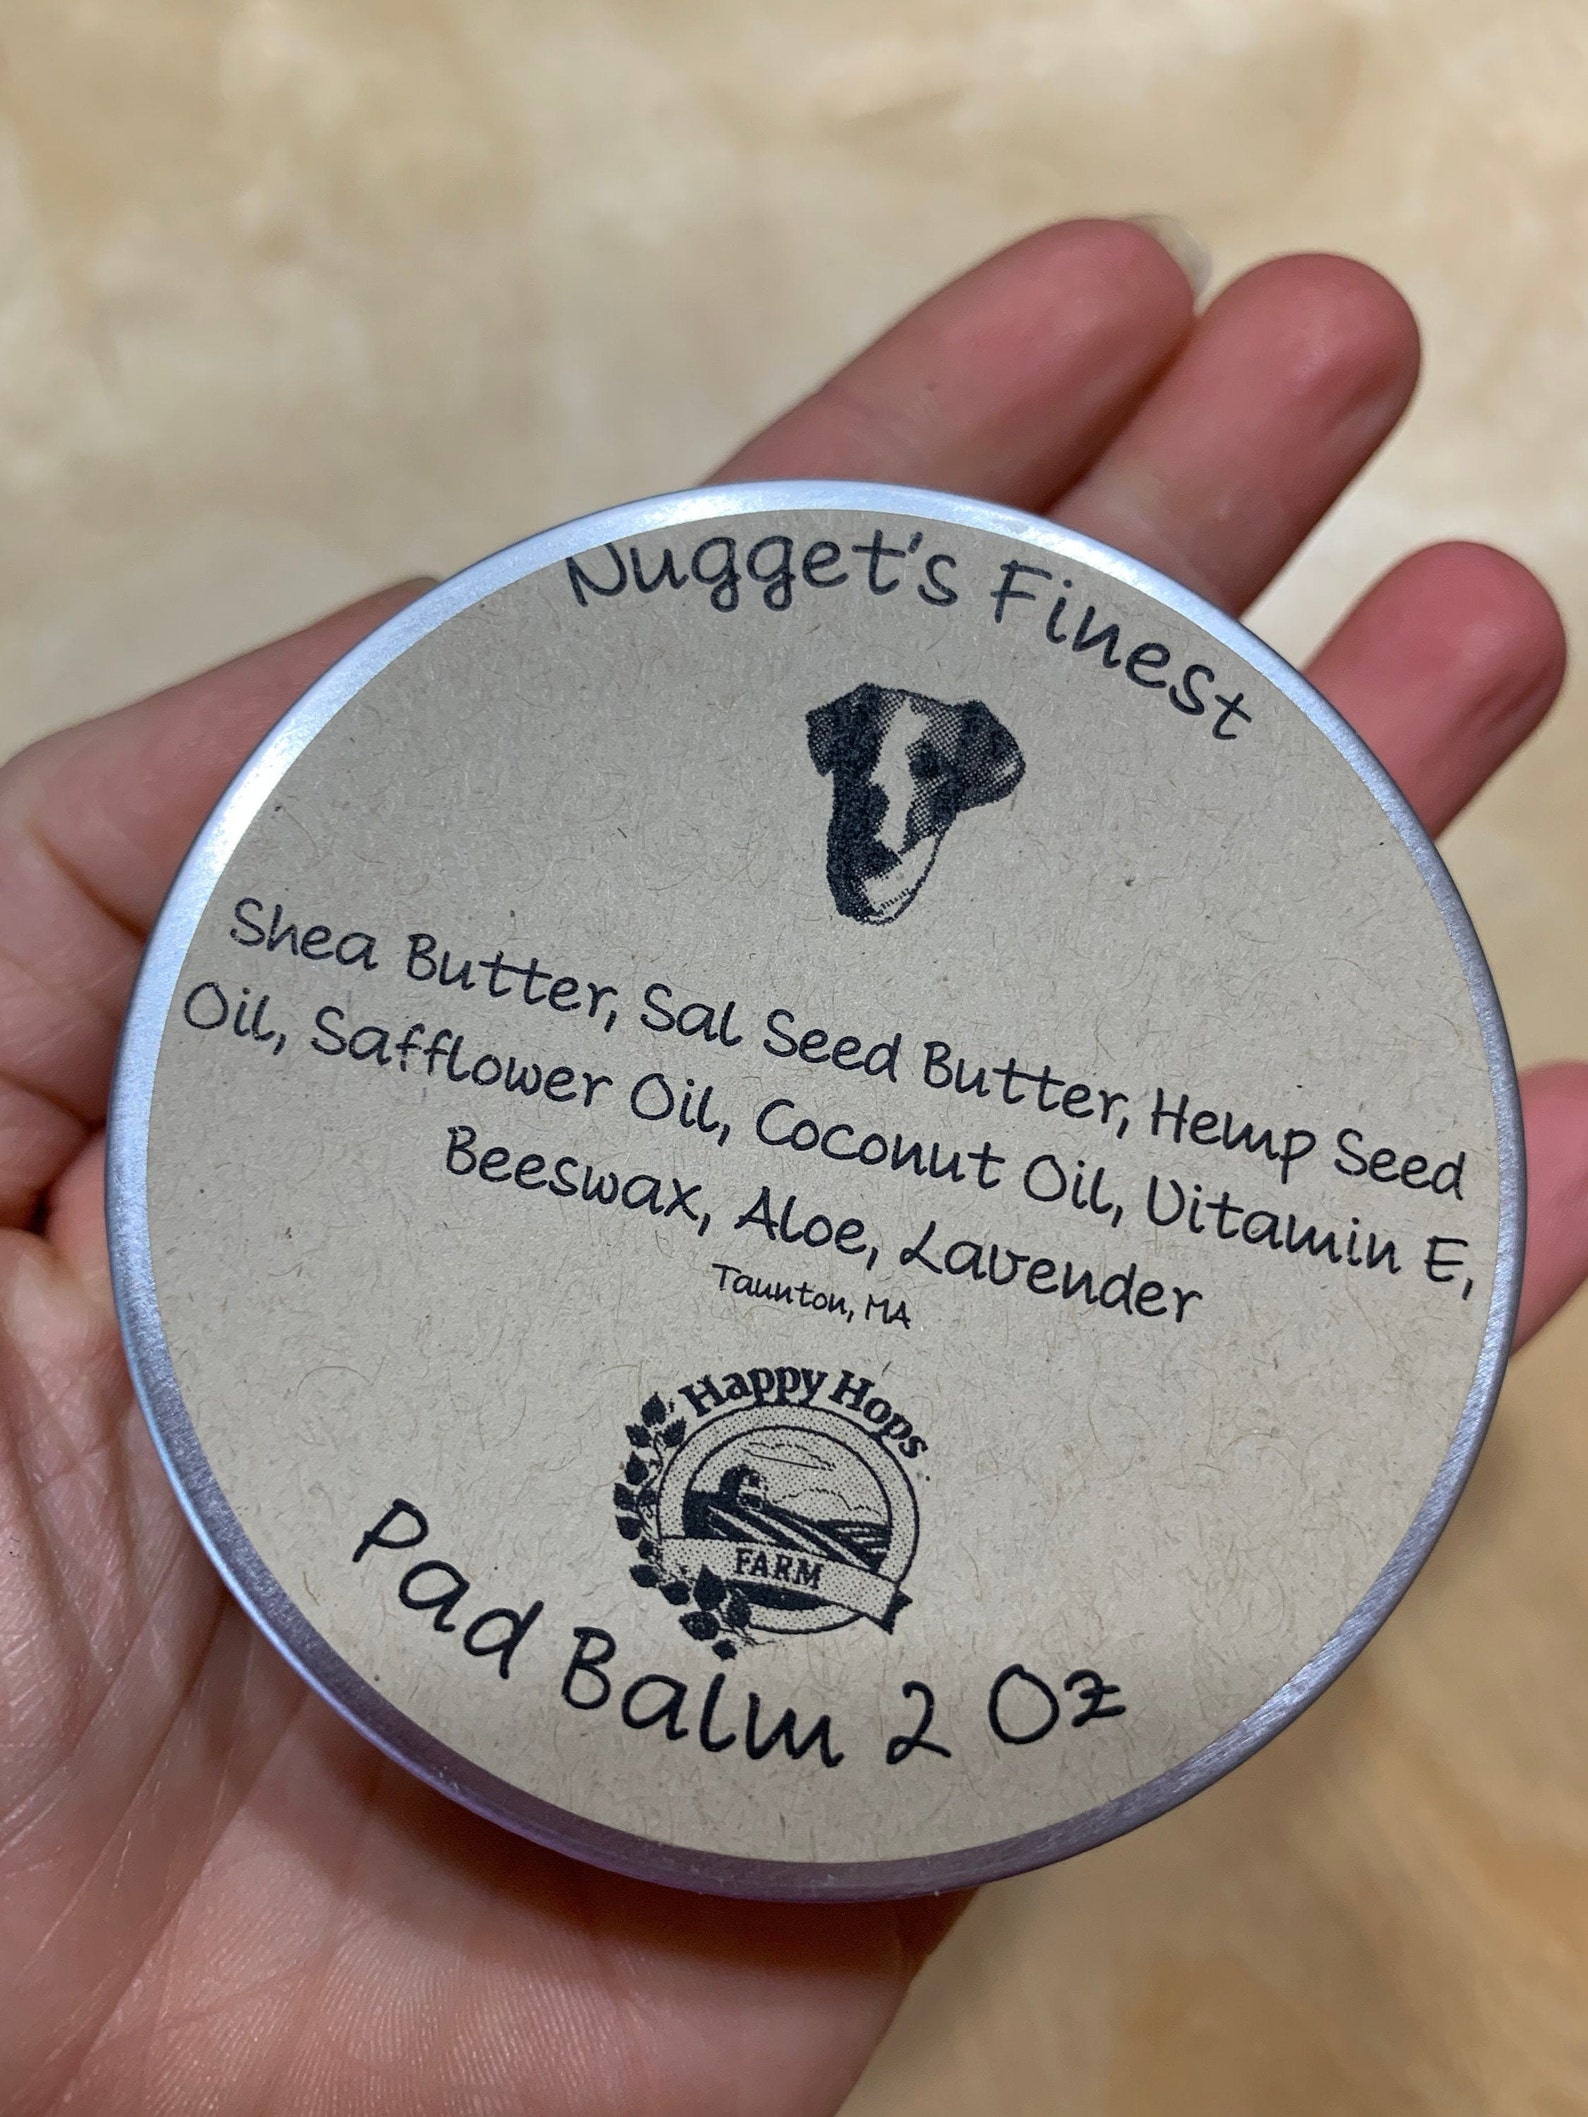 Nugget's Finest
Shea Butter, Sal Seed Butter, Hemp Seed
Oil, Safflower Oil, Coconut Oil, Vitamin E,
Beeswax, Aloe, Lavender
Taunton, MA
Happy Hops
FARM
Pad Balm 2 Oz